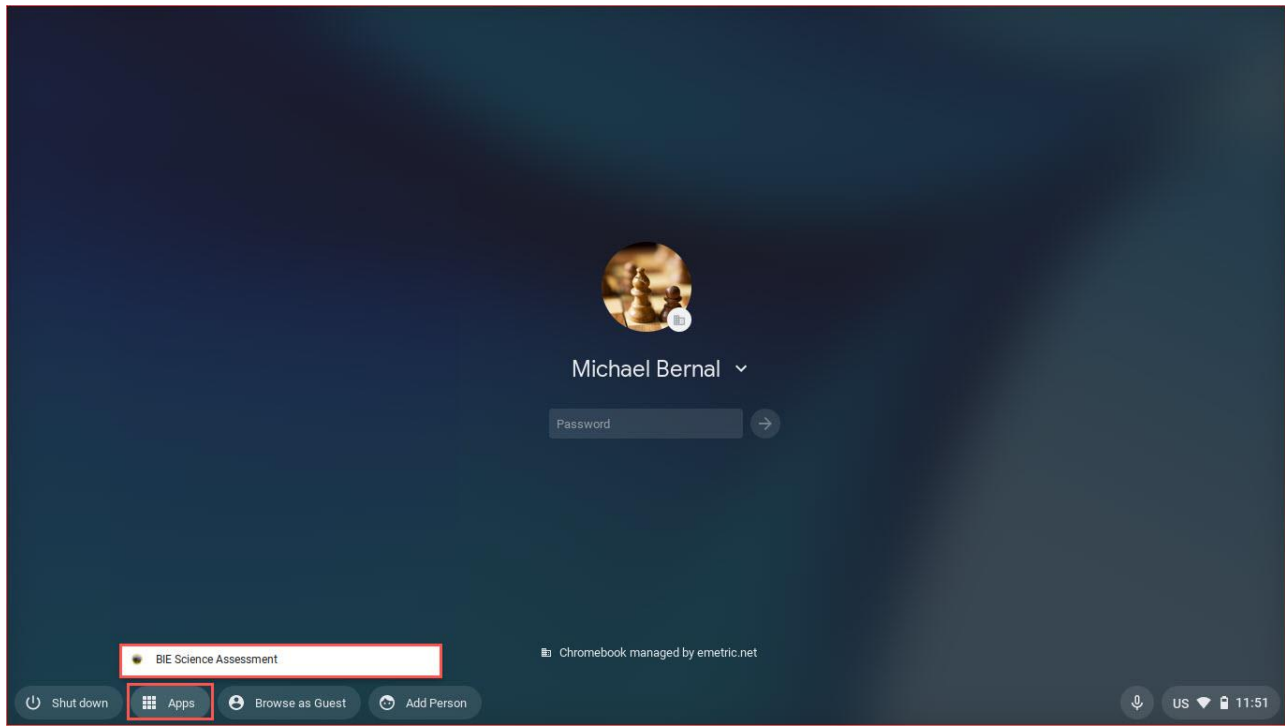 Michael Bernal
Password
Chromebook managed by emetric.net
BIE Science Assessment
Shut down Apps Browse as Guest Add Person US 11:51